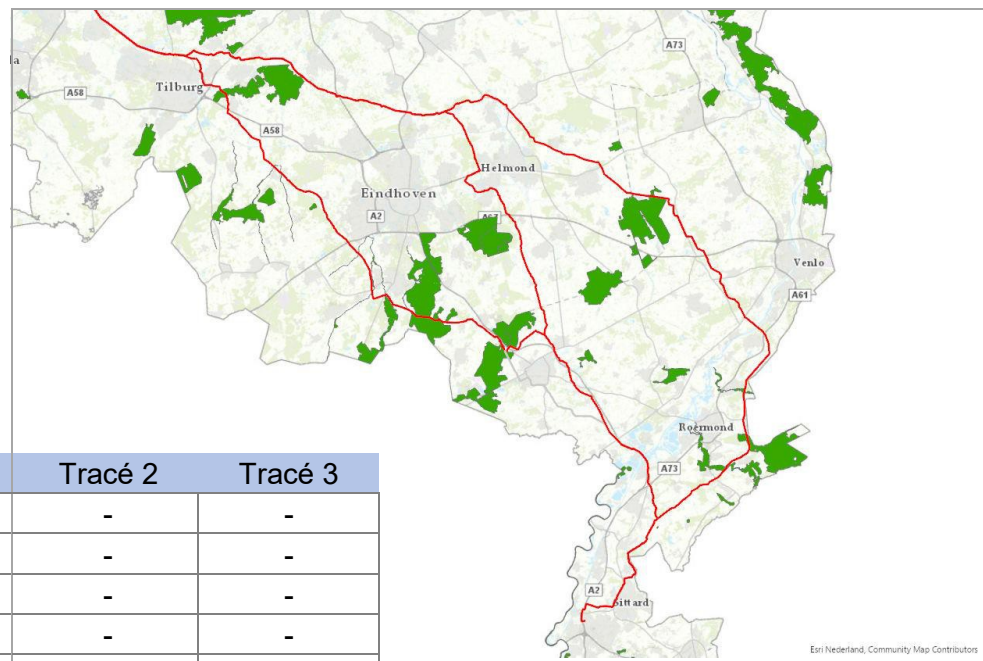 A73
a
Tilburg
A58
A58
Helmond
Eindhoven
A2
A67
Venlo
A61
Roermond
A73
Tracé 2 Tracé 3
- -
- -
- -
- -
A2
Sittard
Esri Nederland, Community Map Contributors